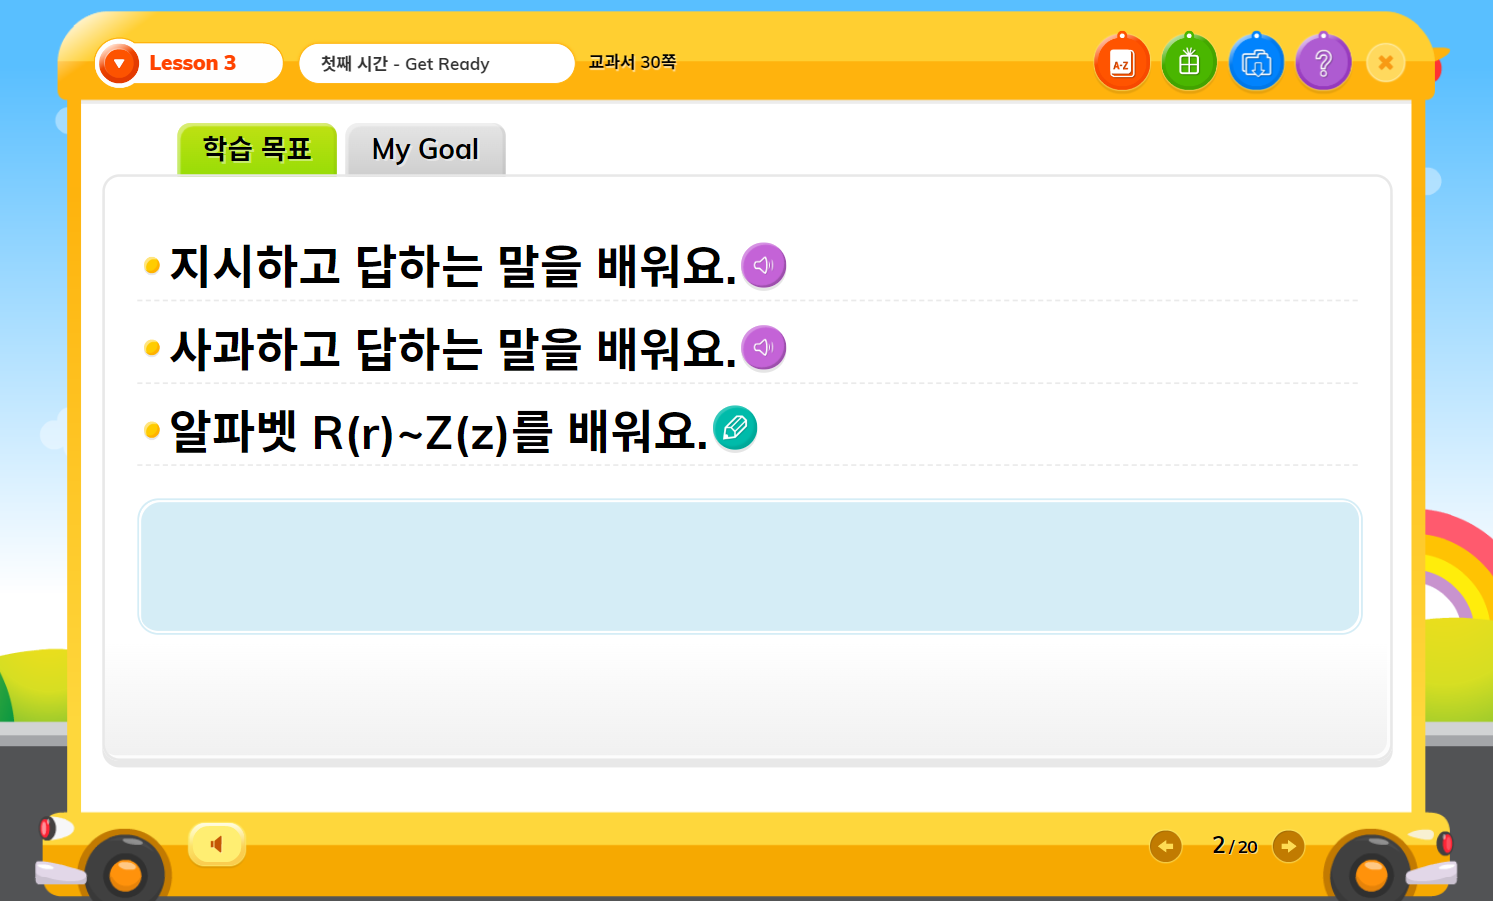 Lesson 3
첫째 시간 - Get Ready
교과서 30쪽
A-Z
?
학습 목표
My Goal
지시하고 답하는 말을 배워요.
사과하고 답하는 말을 배워요.
알파벳 R(r)~Z(z)를 배워요.
2/20